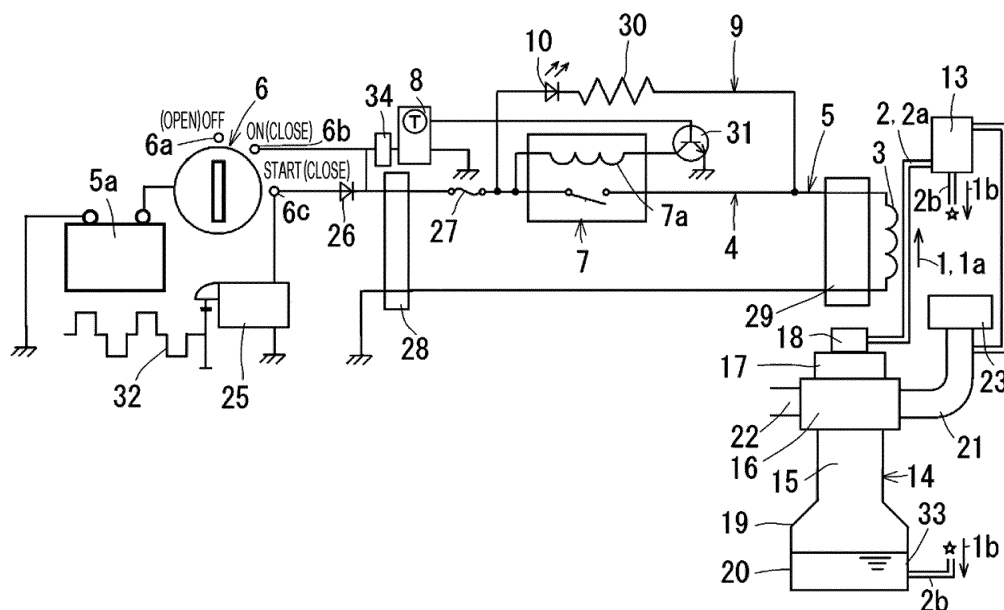 10 30 9
34 8 13
(OPEN)OFF 6 T
ON(CLOSE) 6b 31 5 2, 2a
6a 3
START(CLOSE)
5a 6c 2b 1b
26 27 7 7a 4
1, 1a
28 29
32 25 18 23
17
22 16 21
15 14
19 33 1b
20 2b